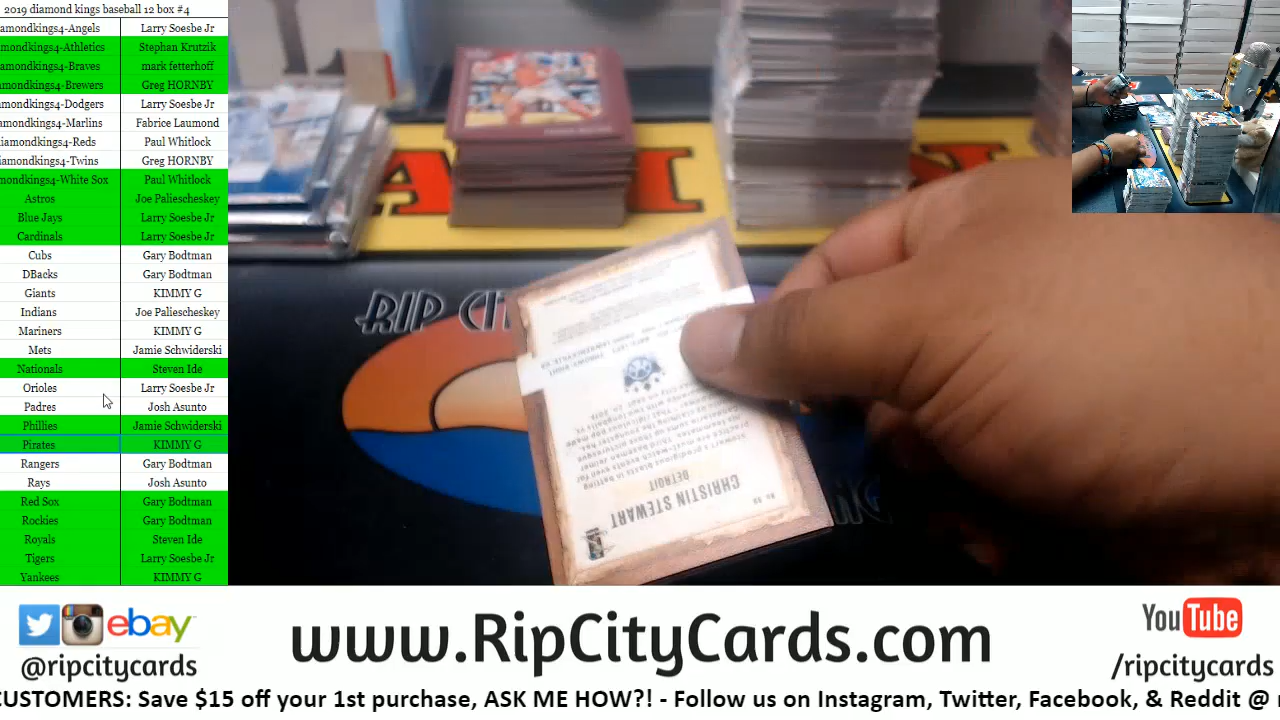 2019 diamond kings baseball 12 box #4
amondkings4-Angels Larry Soesbe Jr
mondkings4-Athletics Stephan Krutzik
amondkings4-Braves mark fetterhoff
amondkings4-Brewers Greg HORNBY
amondkings4-Dodgers Larry Soesbe Jr
amondkings4-Marlins Fabrice Laumond
iamondkings4-Reds Paul Whitlock
iamondkings4-Twins Greg HORNBY
mondkings4-White Sox Paul Whitlock
Astros Joe Paliescheskey
Blue Jays Larry Soesbe Jr
Cardinals Larry Soesbe Jr
Cubs Gary Bodtman
DBacks Gary Bodtman
Giants KIMMY G
Indians Joe Paliescheskey
Mariners KIMMY G
Mets Jamie Schwiderski
Nationals Steven Ide
Orioles Larry Soesbe Jr
Padres Josh Asunto
Phillies Jamie Schwiderski
Pirates KIMMY G
Rangers Gary Bodtman
Rays Josh Asunto
Red Sox Gary Bodtman
Rockies Gary Bodtman
Royals Steven Ide
Tigers Larry Soesbe Jr
Yankees KIMMY G
RIP CI
CHRISTIN STEWART
DETROIT
ebay
@ripcitycards
www.RipCityCards.com
YouTube
/ripcitycards
CUSTOMERS: Save $15 off your 1st purchase, ASK ME HOW?! - Follow us on Instagram, Twitter, Facebook, & Reddit @